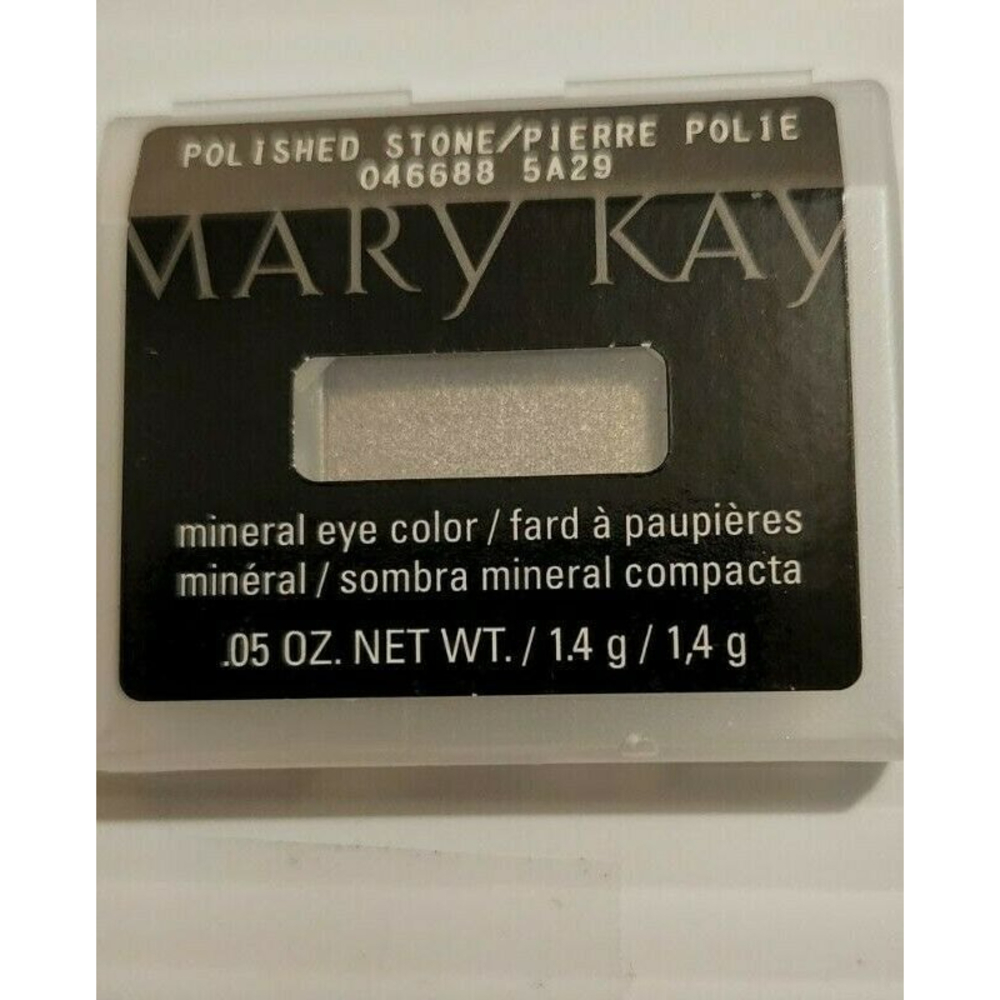 POLISHED STONE/PIERRE POLIE
046688 5A29
MARY KAY
mineral eye color / fard à paupières
minéral / sombra mineral compacta
.05 OZ. NET WT. / 1.4 g / 1,4 g